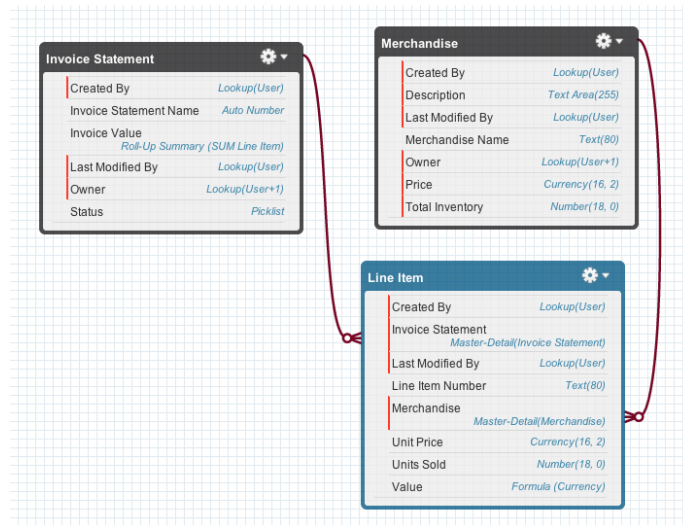 Invoice Statement
Created By Lookup(User)
Invoice Statement Name Auto Number
Invoice Value
Roll-Up Summary (SUM Line Item)
Last Modified By Lookup(User)
Owner Lookup(User+1)
Status Picklist
Merchandise
Created By Lookup(User)
Description Text Area(255)
Last Modified By Lookup(User)
Merchandise Name Text(80)
Owner Lookup(User+1)
Price Currency(16, 2)
Total Inventory Number(18, 0)
Line Item
Created By Lookup(User)
Invoice Statement
Master-Detail(Invoice Statement)
Last Modified By Lookup(User)
Line Item Number Text(80)
Merchandise
Master-Detail(Merchandise)
Unit Price Currency(16, 2)
Units Sold Number(18, 0)
Value Formula (Currency)